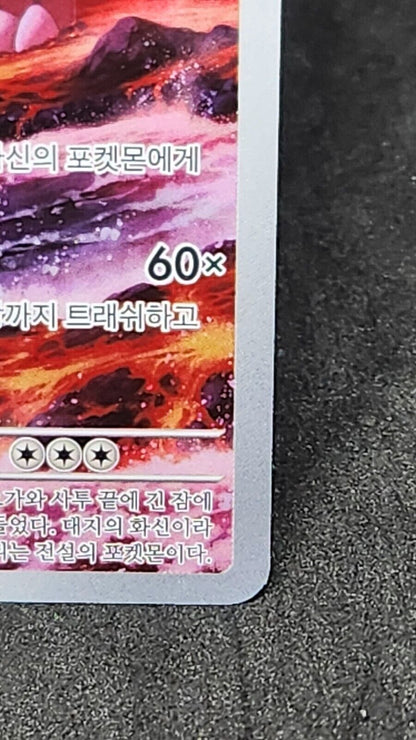 자신의 포켓몬에게
60×
까지 트래쉬하고
가와 사투 끝에 긴 잠에
들었다. 대지의 화신이라
전설의 포켓몬이다.